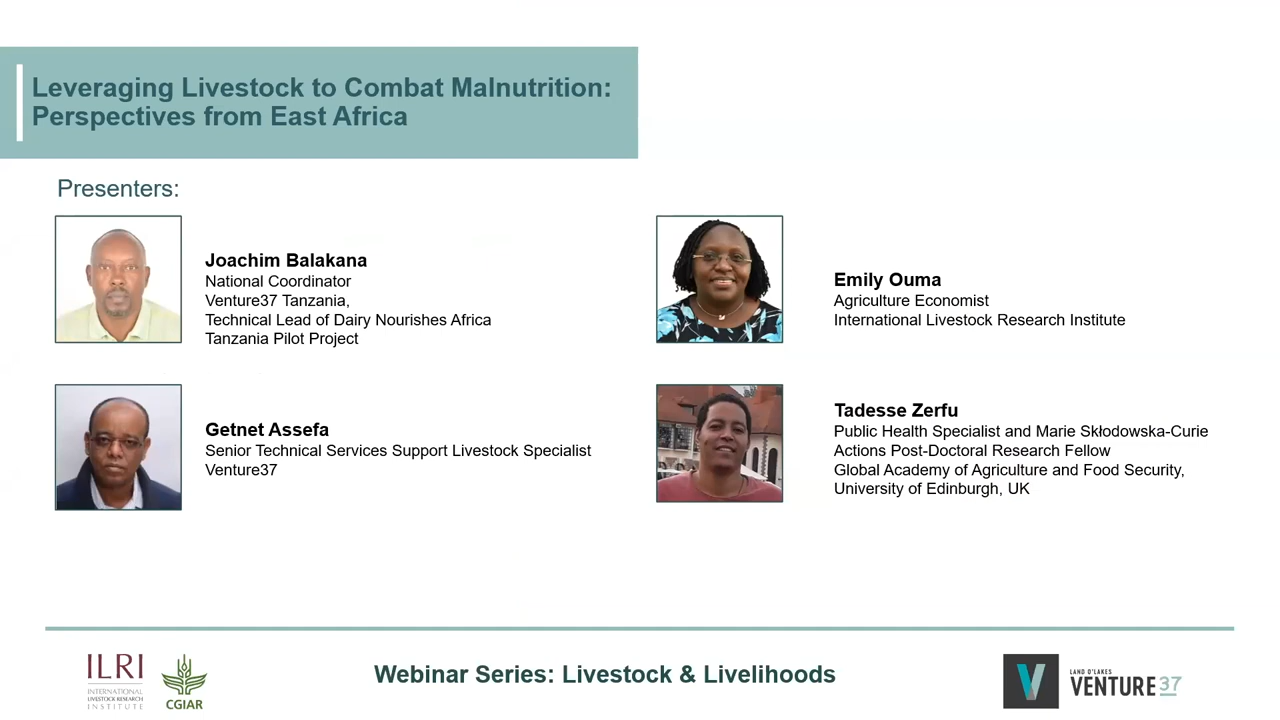 Leveraging Livestock to Combat Malnutrition:
Perspectives from East Africa
Presenters:
Joachim Balakana
National Coordinator
Venture37 Tanzania,
Technical Lead of Dairy Nourishes Africa
Tanzania Pilot Project
Emily Ouma
Agriculture Economist
International Livestock Research Institute
Getnet Assefa
Senior Technical Services Support Livestock Specialist
Venture37
Tadesse Zerfu
Public Health Specialist and Marie Skłodowska-Curie
Actions Post-Doctoral Research Fellow
Global Academy of Agriculture and Food Security,
University of Edinburgh, UK
ILRI
INTERNATIONAL
LIVESTOCK RESEARCH
INSTITUTE
CGIAR
Webinar Series: Livestock & Livelihoods
LAND O'LAKES
VENTURE37